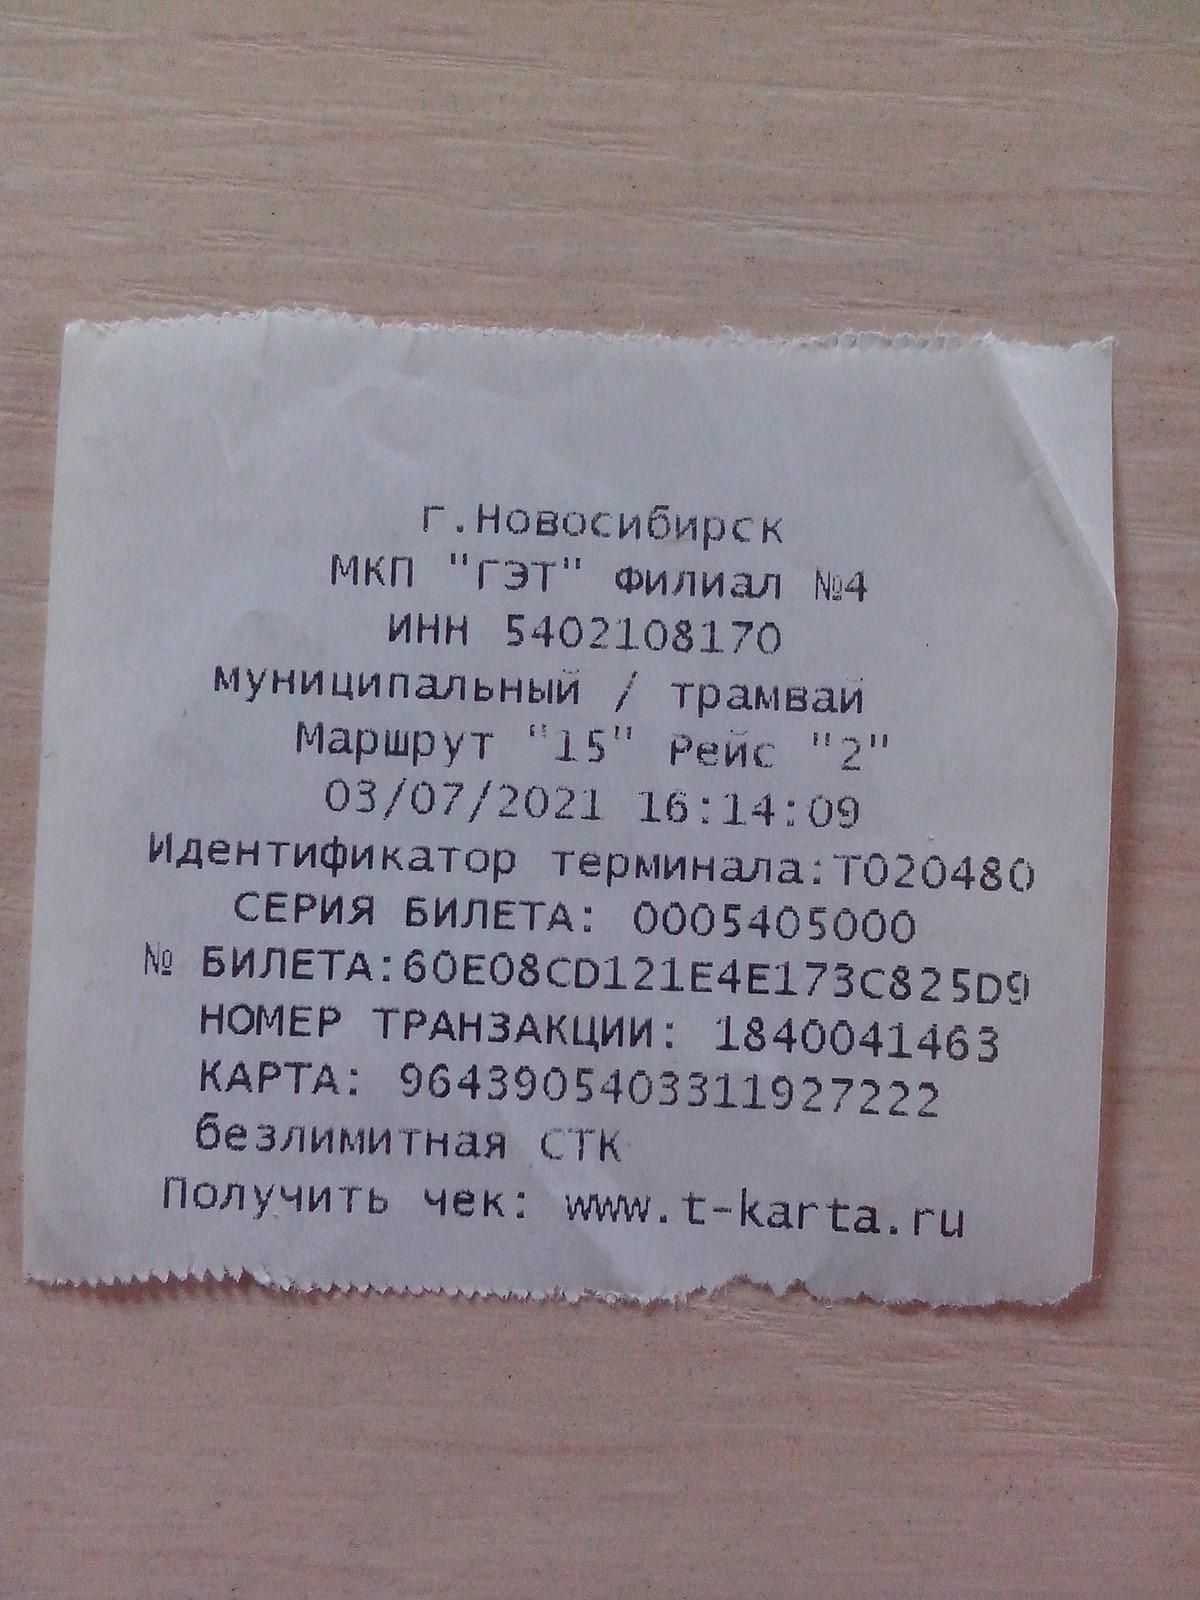 г.Новосибирск
МКП "ГЭТ" Филиал №4
ИНН 5402108170
муниципальный / трамвай
Маршрут "15" Рейс "2"
03/07/2021 16:14:09
Идентификатор терминала:T020480
СЕРИЯ БИЛЕТА: 0005405000
№ БИЛЕТА:60E08CD121E4E173C825D9
НОМЕР ТРАНЗАКЦИИ: 1840041463
КАРТА: 9643905403311927222
безлимитная СТК
Получить чек: www.t-karta.ru